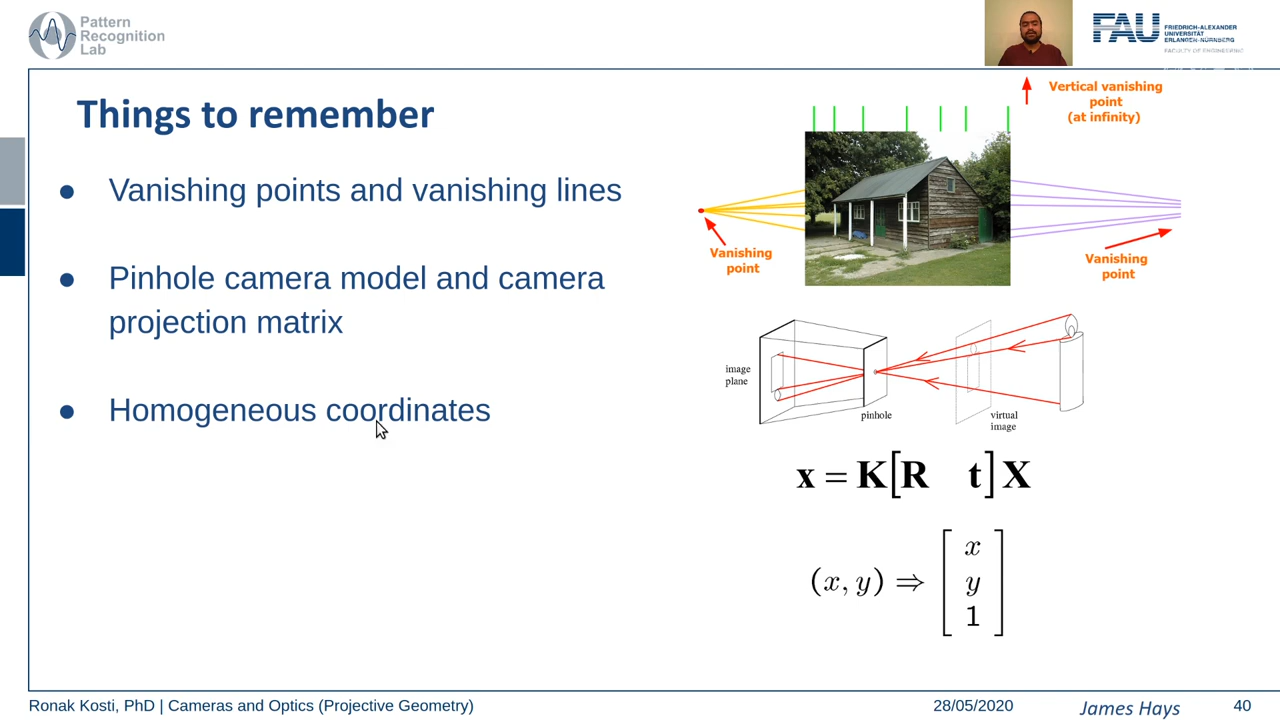 Pattern
Recognition
Lab
FAU
FRIEDRICH-ALEXANDER
UNIVERSITÄT
ERLANGEN-NÜRNBERG
FACULTY OF ENGINEERING
Things to remember
● Vanishing points and vanishing lines
● Pinhole camera model and camera
projection matrix
● Homogeneous coordinates
Vertical vanishing
point
(at infinity)
Vanishing
point
Vanishing
point
image
plane
pinhole
virtual
image
x = K[R t]X
(x, y) ⇒ [x
y
1]
Ronak Kosti, PhD | Cameras and Optics (Projective Geometry)
28/05/2020
James Hays
40